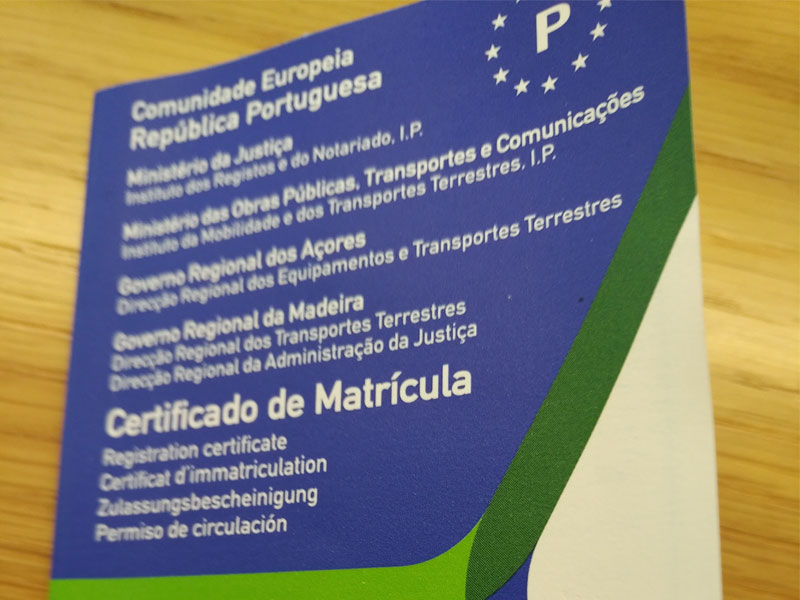 P
Comunidade Europeia
República Portuguesa
Ministério da Justiça
Instituto dos Registos e do Notariado, I.P.
Ministério das Obras Públicas, Transportes e Comunicações
Instituto da Mobilidade e dos Transportes Terrestres, I.P.
Governo Regional dos Açores
Direcção Regional dos Equipamentos e Transportes Terrestres
Governo Regional da Madeira
Direcção Regional dos Transportes Terrestres
Direcção Regional da Administração da Justiça
Certificado de Matrícula
Registration certificate
Certificat d'immatriculation
Zulassungsbescheinigung
Permiso de circulación